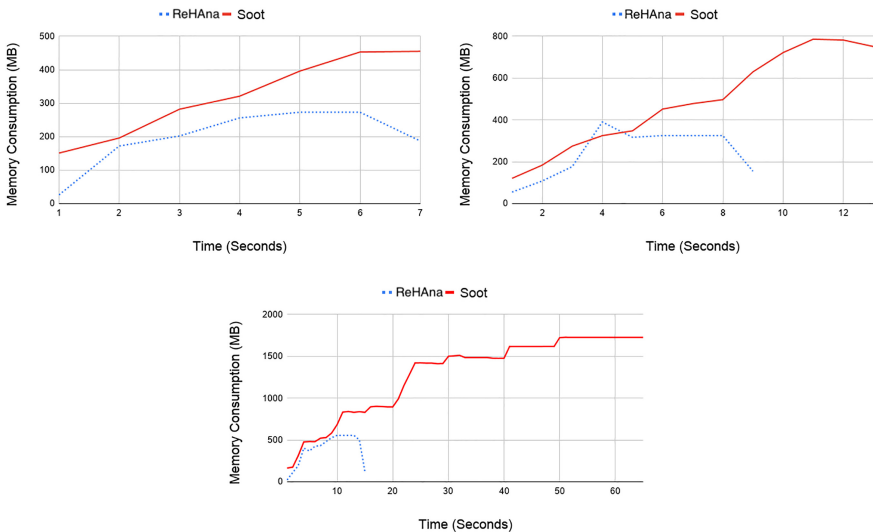 ReHAna Soot
Memory Consumption (MB)
500
400
300
200
100
0
1 2 3 4 5 6 7
Time (Seconds)
ReHAna Soot
Memory Consumption (MB)
800
600
400
200
0
2 4 6 8 10 12
Time (Seconds)
ReHAna Soot
Memory Consumption (MB)
2000
1500
1000
500
0
10 20 30 40 50 60
Time (Seconds)